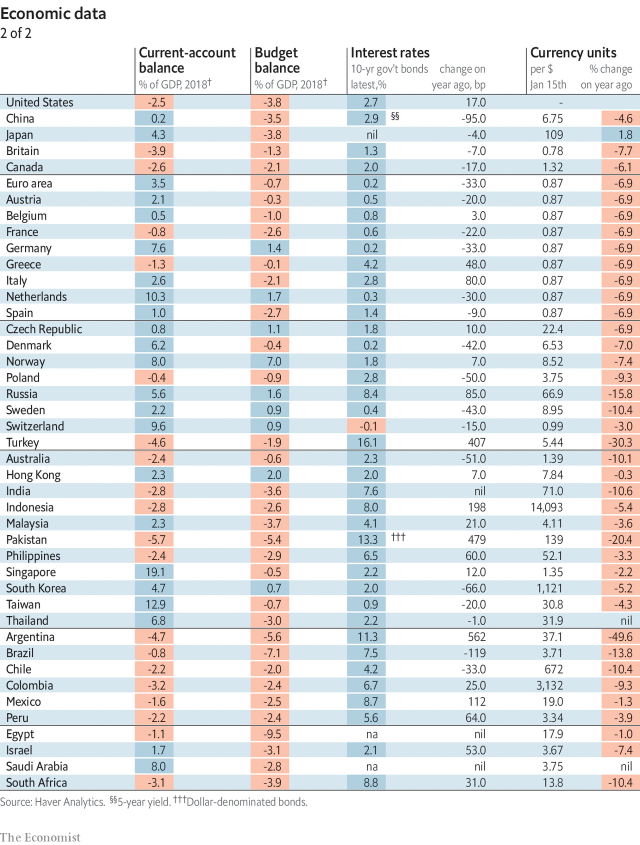 Economic data
2 of 2
Current-account balance % of GDP, 2018† Budget balance % of GDP, 2018† Interest rates 10-yr gov't bonds latest,% change on year ago, bp Currency units per $ Jan 15th % change on year ago
United States -2.5 -3.8 2.7 17.0 -
China 0.2 -3.5 2.9 §§ -95.0 6.75 -4.6
Japan 4.3 -3.8 nil -4.0 109 1.8
Britain -3.9 -1.3 1.3 -7.0 0.78 -7.7
Canada -2.6 -2.1 2.0 -17.0 1.32 -6.1
Euro area 3.5 -0.7 0.2 -33.0 0.87 -6.9
Austria 2.1 -0.3 0.5 -20.0 0.87 -6.9
Belgium 0.5 -1.0 0.8 3.0 0.87 -6.9
France -0.8 -2.6 0.6 -22.0 0.87 -6.9
Germany 7.6 1.4 0.2 -33.0 0.87 -6.9
Greece -1.3 -0.1 4.2 48.0 0.87 -6.9
Italy 2.6 -2.1 2.8 80.0 0.87 -6.9
Netherlands 10.3 1.7 0.3 -30.0 0.87 -6.9
Spain 1.0 -2.7 1.4 -9.0 0.87 -6.9
Czech Republic 0.8 1.1 1.8 10.0 22.4 -6.9
Denmark 6.2 -0.4 0.2 -42.0 6.53 -7.0
Norway 8.0 7.0 1.8 7.0 8.52 -7.4
Poland -0.4 -0.9 2.8 -50.0 3.75 -9.3
Russia 5.6 1.6 8.4 85.0 66.9 -15.8
Sweden 2.2 0.9 0.4 -43.0 8.95 -10.4
Switzerland 9.6 0.9 -0.1 -15.0 0.99 -3.0
Turkey -4.6 -1.9 16.1 407 5.44 -30.3
Australia -2.4 -0.6 2.3 -51.0 1.39 -10.1
Hong Kong 2.3 2.0 2.0 7.0 7.84 -0.3
India -2.8 -3.6 7.6 nil 71.0 -10.6
Indonesia -2.8 -2.6 8.0 198 14,093 -5.4
Malaysia 2.3 -3.7 4.1 21.0 4.11 -3.6
Pakistan -5.7 -5.4 13.3 ††† 479 139 -20.4
Philippines -2.4 -2.9 6.5 60.0 52.1 -3.3
Singapore 19.1 -0.5 2.2 12.0 1.35 -2.2
South Korea 4.7 0.7 2.0 -66.0 1,121 -5.2
Taiwan 12.9 -0.7 0.9 -20.0 30.8 -4.3
Thailand 6.8 -3.0 2.2 -1.0 31.9 nil
Argentina -4.7 -5.6 11.3 562 37.1 -49.6
Brazil -0.8 -7.1 7.5 -119 3.71 -13.8
Chile -2.2 -2.0 4.2 -33.0 672 -10.4
Colombia -3.2 -2.4 6.7 25.0 3,132 -9.3
Mexico -1.6 -2.5 8.7 112 19.0 -1.3
Peru -2.2 -2.4 5.6 64.0 3.34 -3.9
Egypt -1.1 -9.5 na nil 17.9 -1.0
Israel 1.7 -3.1 2.1 53.0 3.67 -7.4
Saudi Arabia 8.0 -2.8 na nil 3.75 nil
South Africa -3.1 -3.9 8.8 31.0 13.8 -10.4
Source: Haver Analytics. §§5-year yield. †††Dollar-denominated bonds.
The Economist